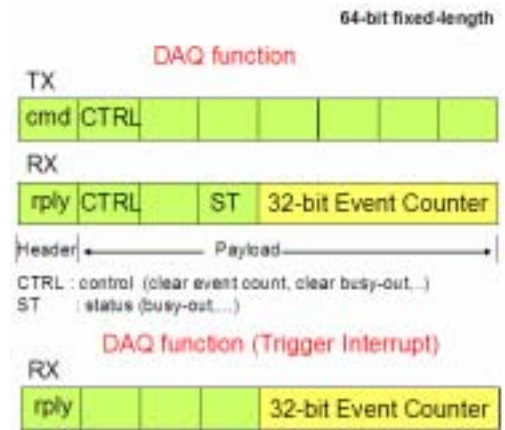 64-bit fixed-length
DAQ function
TX
cmd CTRL
RX
rply CTRL ST 32-bit Event Counter
Header Payload
CTRL : control (clear event count, clear busy-out,..)
ST : status (busy-out,...)
DAQ function (Trigger Interrupt)
RX
rply 32-bit Event Counter